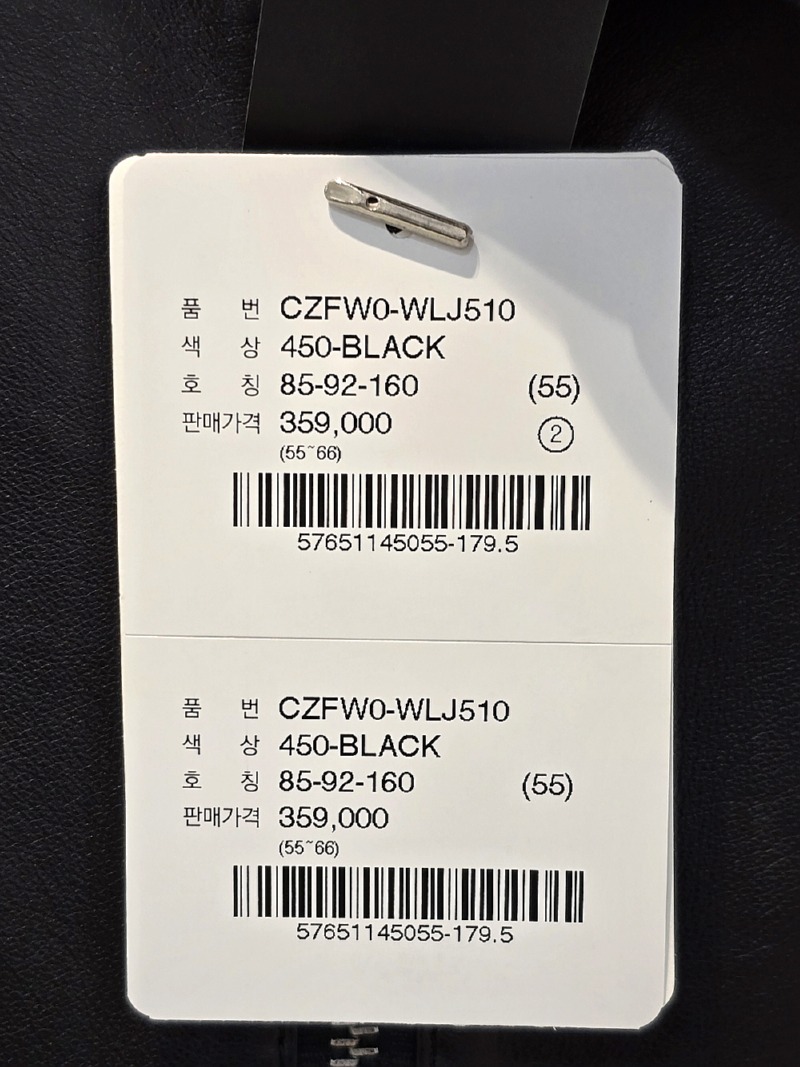 품 번 CZFW0-WLJ510
색 상 450-BLACK
호 칭 85-92-160 (55)
판매가격 359,000 ②
(55~66)
57651145055-179.5
품 번 CZFW0-WLJ510
색 상 450-BLACK
호 칭 85-92-160 (55)
판매가격 359,000
(55~66)
57651145055-179.5